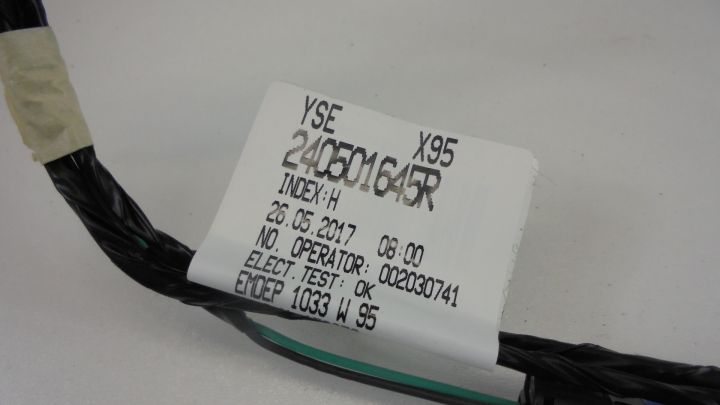 YSE X95
240501645R
INDEX:H
26.05.2017 08:00
NO. OPERATOR: 002030741
ELECT.TEST: OK
EMDEP 1033 W 95